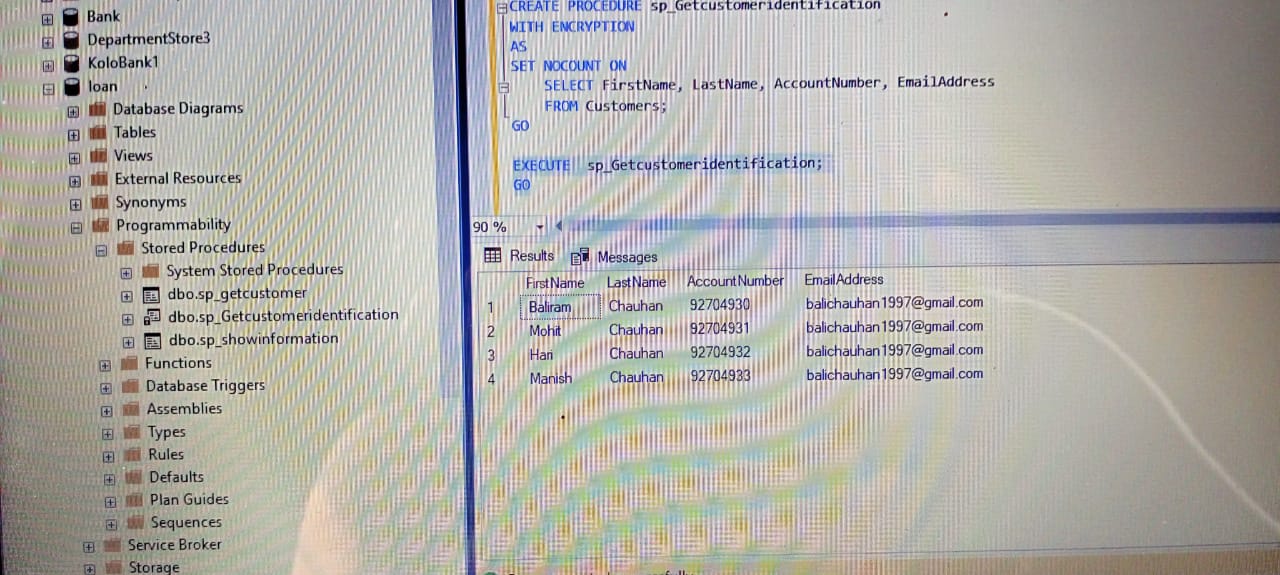 Bank
DepartmentStore3
KoloBank1
loan
Database Diagrams
Tables
Views
External Resources
Synonyms
Programmability
Stored Procedures
System Stored Procedures
dbo.sp_getcustomer
dbo.sp_Getcustomeridentification
dbo.sp_showinformation
Functions
Database Triggers
Assemblies
Types
Rules
Defaults
Plan Guides
Sequences
Service Broker
Storage
CREATE PROCEDURE sp_Getcustomeridentification
WITH ENCRYPTION
AS
SET NOCOUNT ON
SELECT FirstName, LastName, AccountNumber, EmailAddress
FROM Customers;
GO
EXECUTE sp_Getcustomeridentification;
GO
90 %
Results Messages
FirstName LastName AccountNumber EmailAddress
1 Baliram Chauhan 92704930 balichauhan1997@gmail.com
2 Mohit Chauhan 92704931 balichauhan1997@gmail.com
3 Hari Chauhan 92704932 balichauhan1997@gmail.com
4 Manish Chauhan 92704933 balichauhan1997@gmail.com